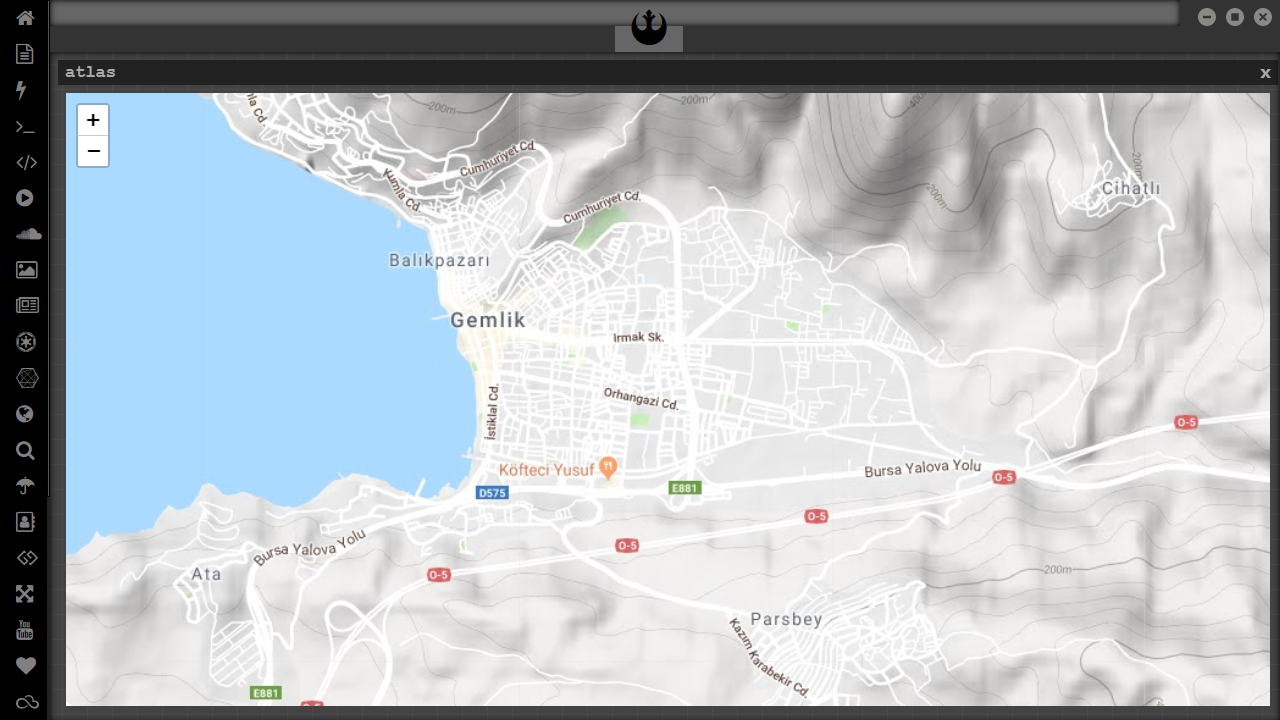 atlas
x
+
−
200m
200m
400
Cumhuriyet Cd.
Kumla Cd.
Cumhuriyet Cd.
200m
200m
Cihatlı
Balıkpazarı
Gemlik
Irmak Sk.
Orhangazi Cd.
İstiklal Cd.
O-5
Köfteci Yusuf
Bursa Yalova Yolu
O-5
D575
E881
O-5
Bursa Yalova Yolu
O-5
O-5
Ata
200m
Parsbey
Kazım Karabekir Cd.
E881
You
Tube